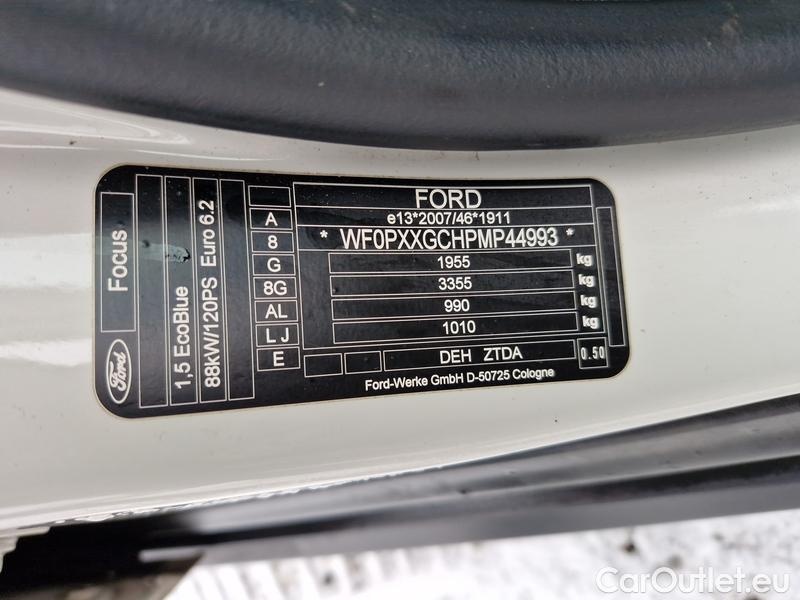 Focus
Ford
1,5 EcoBlue
88kW/120PS Euro 6.2
A
8
G
8G
AL
L J
E
FORD
e13*2007/46*1911
* WF0PXXGCHPMP44993 *
1955 kg
3355 kg
990 kg
1010 kg
DEH ZTDA
0.50
Ford-Werke GmbH D-50725 Cologne
CarOutlet.eu